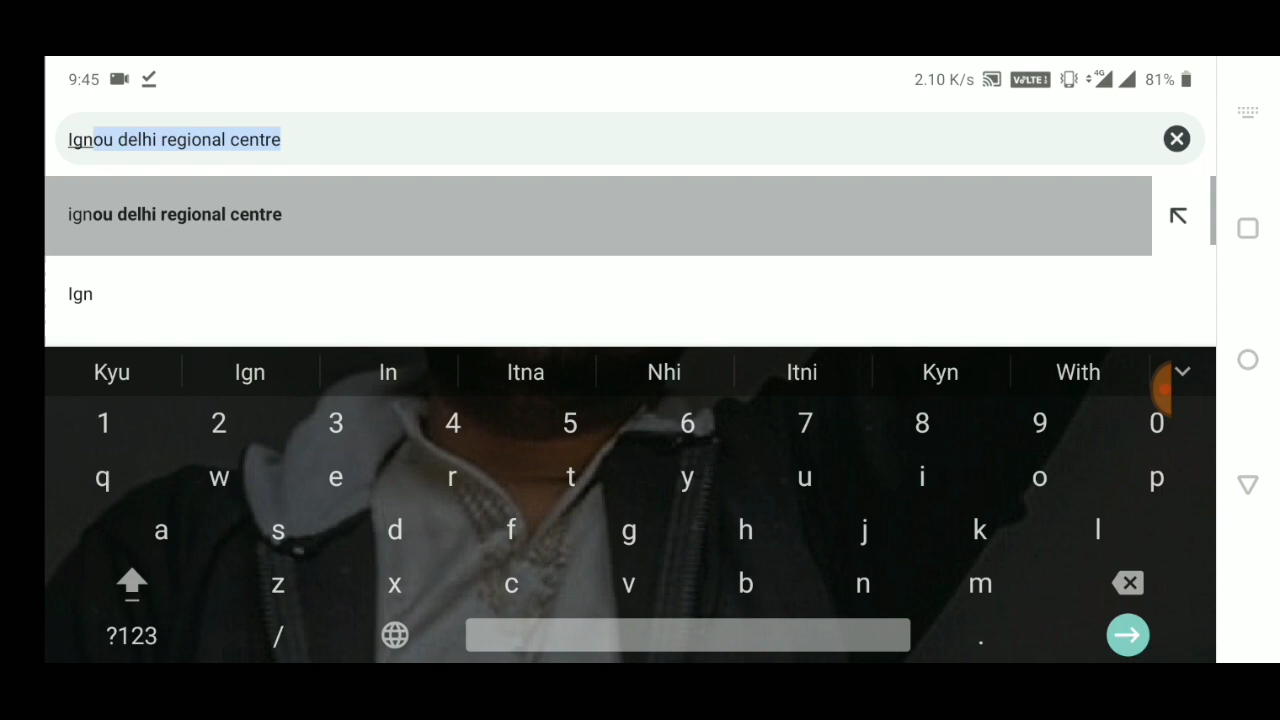 9:45 2.10 K/s VoLTE 4G 81%
Ignou delhi regional centre
ignou delhi regional centre
Ign
Kyu Ign In Itna Nhi Itni Kyn With
1 2 3 4 5 6 7 8 9 0
q w e r t y u i o p
a s d f g h j k l
z x c v b n m
?123 / .